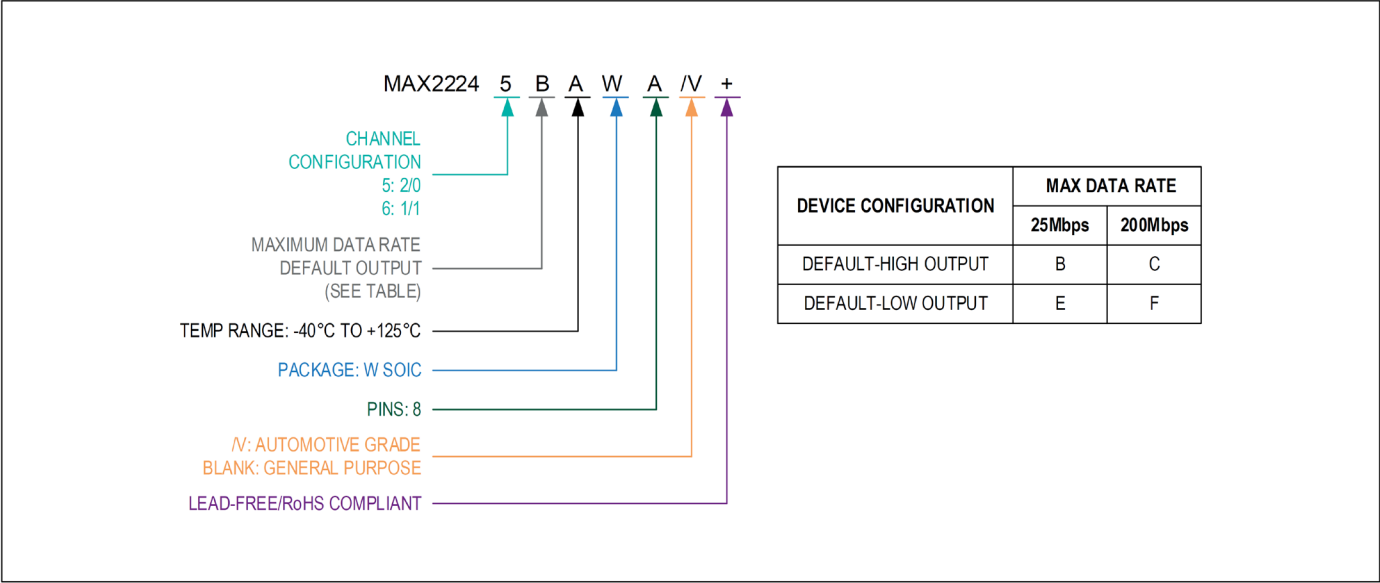 MAX2224 5 B A W A /V +
CHANNEL
CONFIGURATION
5: 2/0
6: 1/1
MAXIMUM DATA RATE
DEFAULT OUTPUT
(SEE TABLE)
TEMP RANGE: -40°C TO +125°C
PACKAGE: W SOIC
PINS: 8
/V: AUTOMOTIVE GRADE
BLANK: GENERAL PURPOSE
LEAD-FREE/RoHS COMPLIANT
DEVICE CONFIGURATION
MAX DATA RATE
25Mbps 200Mbps
DEFAULT-HIGH OUTPUT B C
DEFAULT-LOW OUTPUT E F